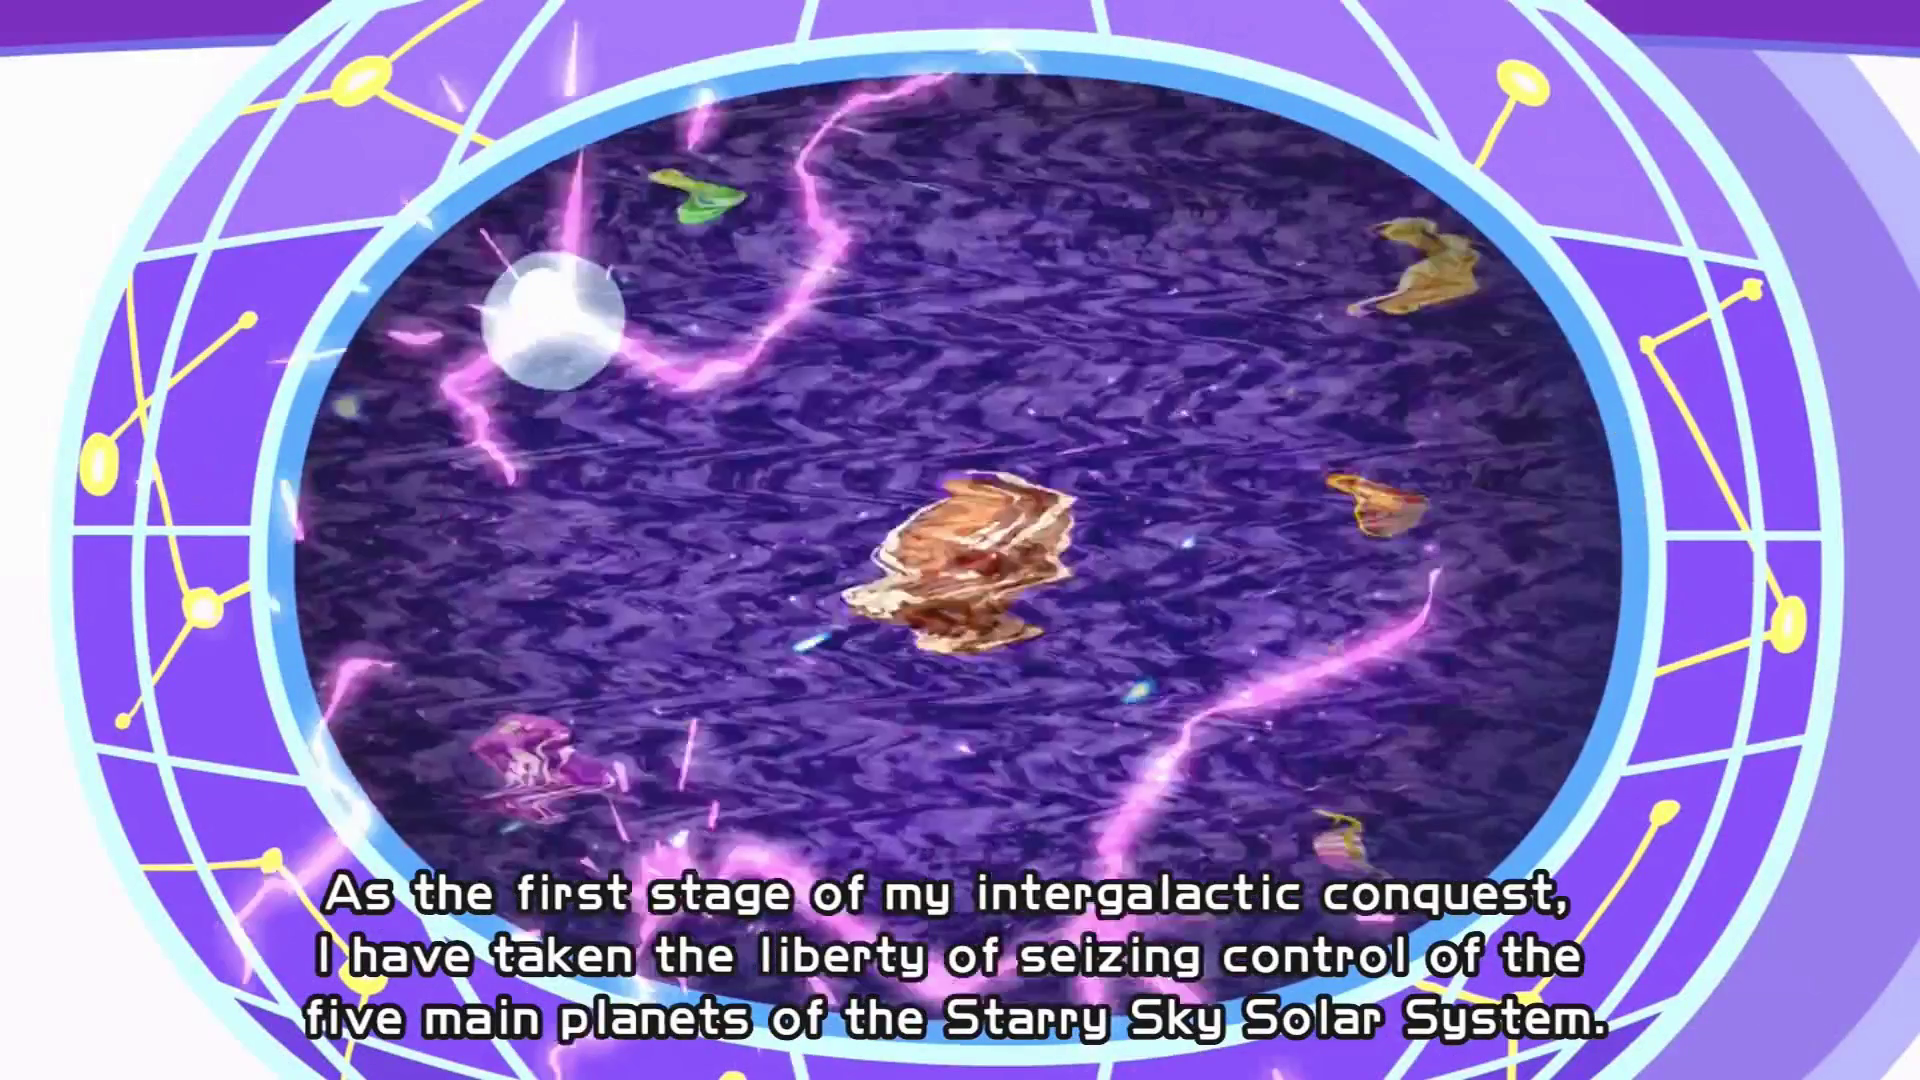 As the first stage of my intergalactic conquest,
I have taken the liberty of seizing control of the
five main planets of the Starry Sky Solar System.